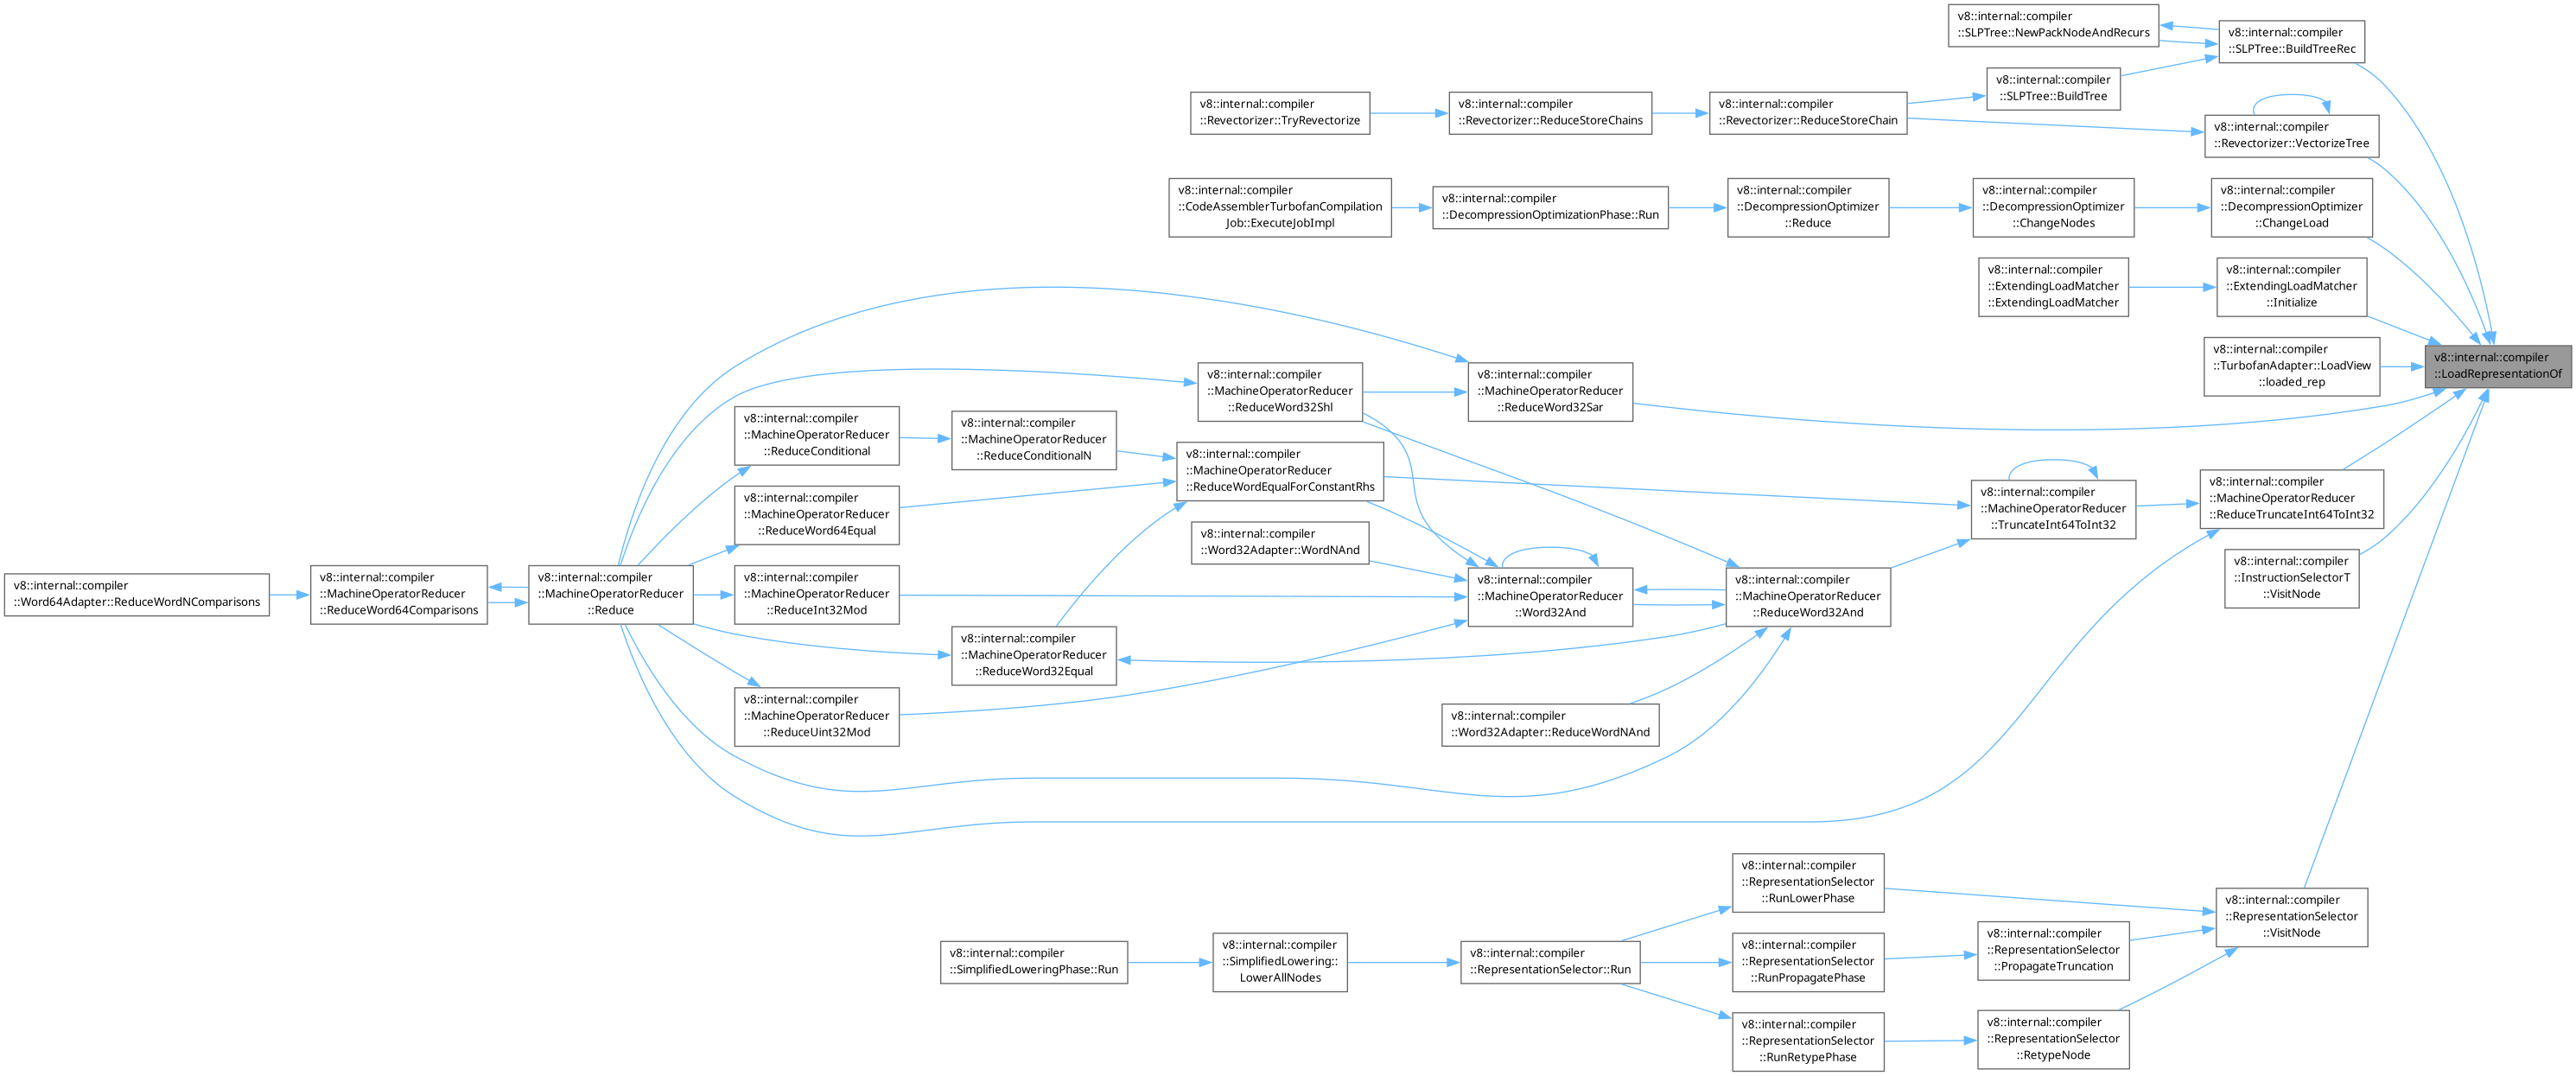 v8::internal::compiler
::SLPTree::NewPackNodeAndRecurs
v8::internal::compiler
::SLPTree::BuildTreeRec
v8::internal::compiler
::SLPTree::BuildTree
v8::internal::compiler
::Revectorizer::TryRevectorize
v8::internal::compiler
::Revectorizer::ReduceStoreChains
v8::internal::compiler
::Revectorizer::ReduceStoreChain
v8::internal::compiler
::Revectorizer::VectorizeTree
v8::internal::compiler
::CodeAssemblerTurbofanCompilation
Job::ExecuteJobImpl
v8::internal::compiler
::DecompressionOptimizationPhase::Run
v8::internal::compiler
::DecompressionOptimizer
::Reduce
v8::internal::compiler
::DecompressionOptimizer
::ChangeNodes
v8::internal::compiler
::DecompressionOptimizer
::ChangeLoad
v8::internal::compiler
::ExtendingLoadMatcher
::ExtendingLoadMatcher
v8::internal::compiler
::ExtendingLoadMatcher
::Initialize
v8::internal::compiler
::TurbofanAdapter::LoadView
::loaded_rep
v8::internal::compiler
::LoadRepresentationOf
v8::internal::compiler
::MachineOperatorReducer
::ReduceWord32Shl
v8::internal::compiler
::MachineOperatorReducer
::ReduceWord32Sar
v8::internal::compiler
::MachineOperatorReducer
::ReduceConditional
v8::internal::compiler
::MachineOperatorReducer
::ReduceConditionalN
v8::internal::compiler
::MachineOperatorReducer
::ReduceWordEqualForConstantRhs
v8::internal::compiler
::MachineOperatorReducer
::ReduceWord64Equal
v8::internal::compiler
::Word32Adapter::WordNAnd
v8::internal::compiler
::MachineOperatorReducer
::TruncateInt64ToInt32
v8::internal::compiler
::MachineOperatorReducer
::ReduceTruncateInt64ToInt32
v8::internal::compiler
::InstructionSelectorT
::VisitNode
v8::internal::compiler
::Word64Adapter::ReduceWordNComparisons
v8::internal::compiler
::MachineOperatorReducer
::ReduceWord64Comparisons
v8::internal::compiler
::MachineOperatorReducer
::Reduce
v8::internal::compiler
::MachineOperatorReducer
::ReduceInt32Mod
v8::internal::compiler
::MachineOperatorReducer
::Word32And
v8::internal::compiler
::MachineOperatorReducer
::ReduceWord32And
v8::internal::compiler
::MachineOperatorReducer
::ReduceWord32Equal
v8::internal::compiler
::MachineOperatorReducer
::ReduceUint32Mod
v8::internal::compiler
::Word32Adapter::ReduceWordNAnd
v8::internal::compiler
::RepresentationSelector
::RunLowerPhase
v8::internal::compiler
::RepresentationSelector
::VisitNode
v8::internal::compiler
::SimplifiedLoweringPhase::Run
v8::internal::compiler
::SimplifiedLowering::
LowerAllNodes
v8::internal::compiler
::RepresentationSelector::Run
v8::internal::compiler
::RepresentationSelector
::RunPropagatePhase
v8::internal::compiler
::RepresentationSelector
::PropagateTruncation
v8::internal::compiler
::RepresentationSelector
::RunRetypePhase
v8::internal::compiler
::RepresentationSelector
::RetypeNode